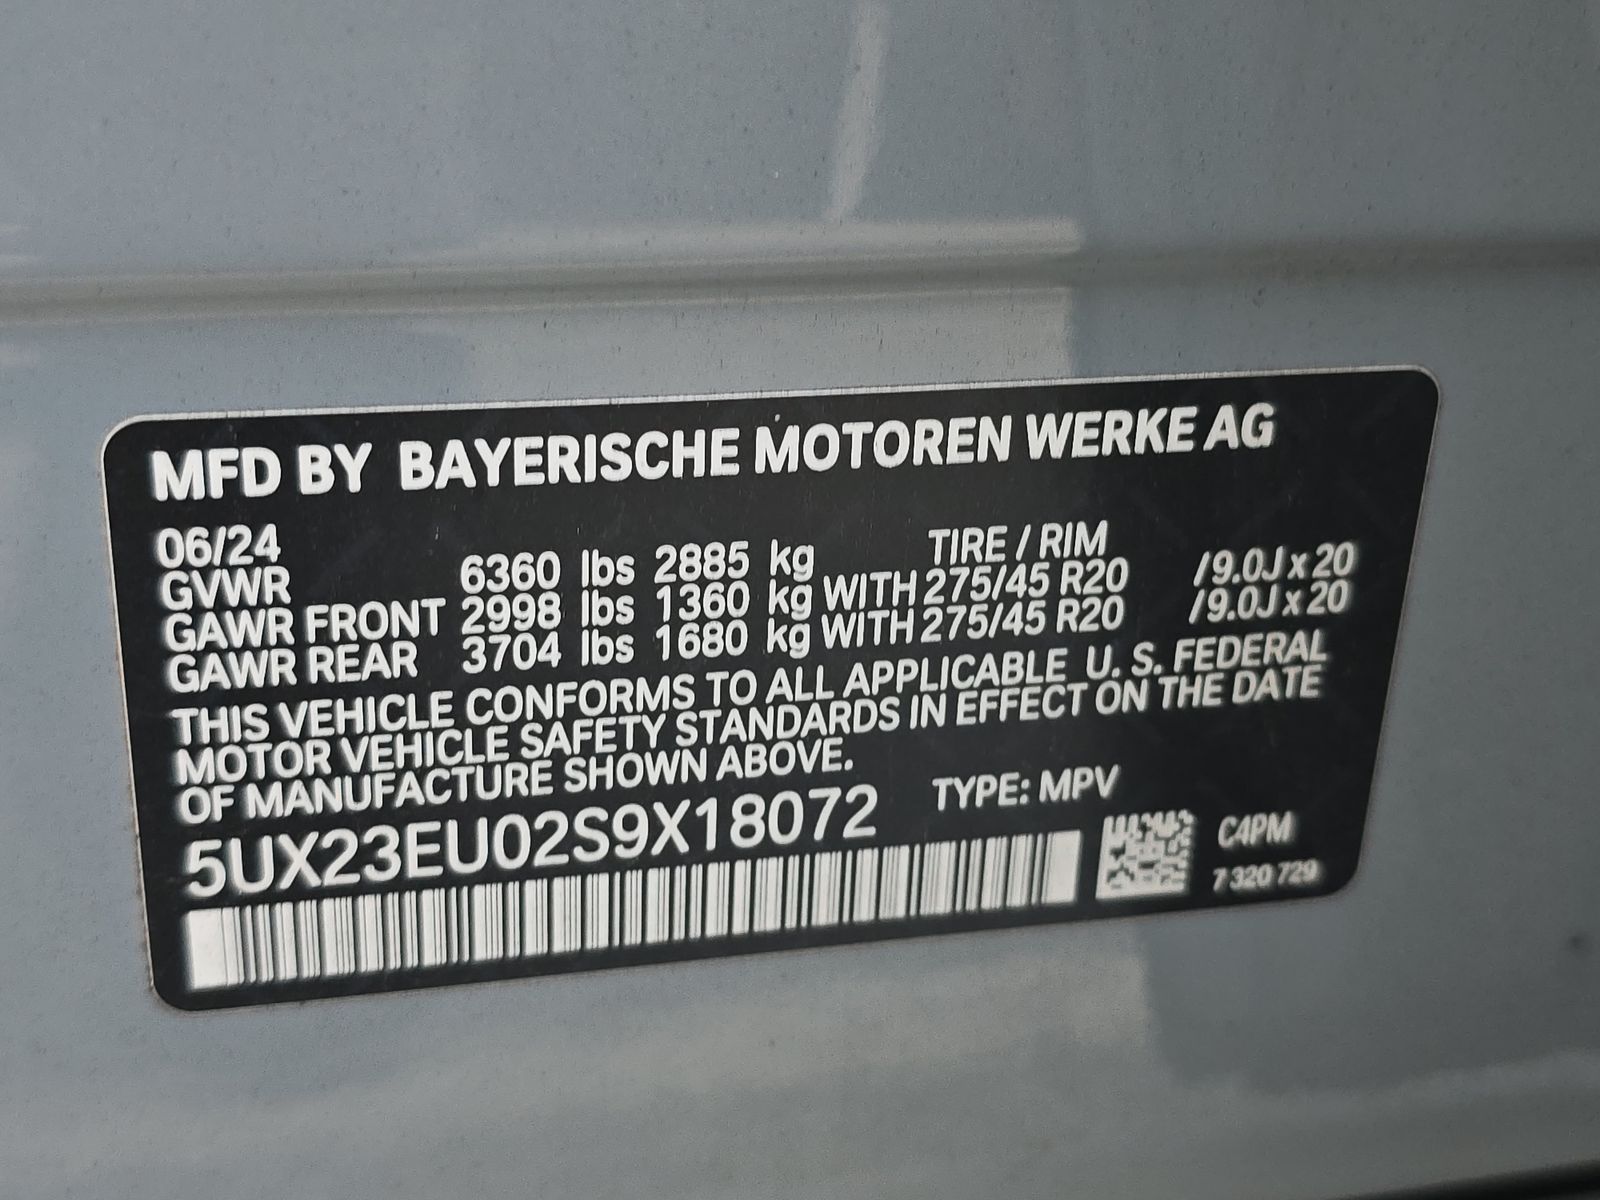 MFD BY BAYERISCHE MOTOREN WERKE AG
06/24 TIRE / RIM
GVWR 6360 lbs 2885 kg
GAWR FRONT 2998 lbs 1360 kg WITH 275/45 R20 /9.0J x 20
GAWR REAR 3704 lbs 1680 kg WITH 275/45 R20 /9.0J x 20
THIS VEHICLE CONFORMS TO ALL APPLICABLE U. S. FEDERAL
MOTOR VEHICLE SAFETY STANDARDS IN EFFECT ON THE DATE
OF MANUFACTURE SHOWN ABOVE.
5UX23EU02S9X18072 TYPE: MPV
C4PM
7 320 729